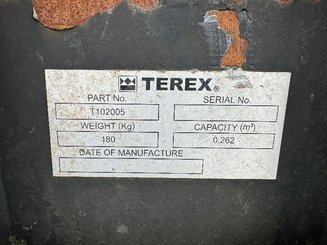 TEREX®
PART No. SERIAL No.
T102005
WEIGHT (Kg) CAPACITY (m³)
180 0.262
DATE OF MANUFACTURE